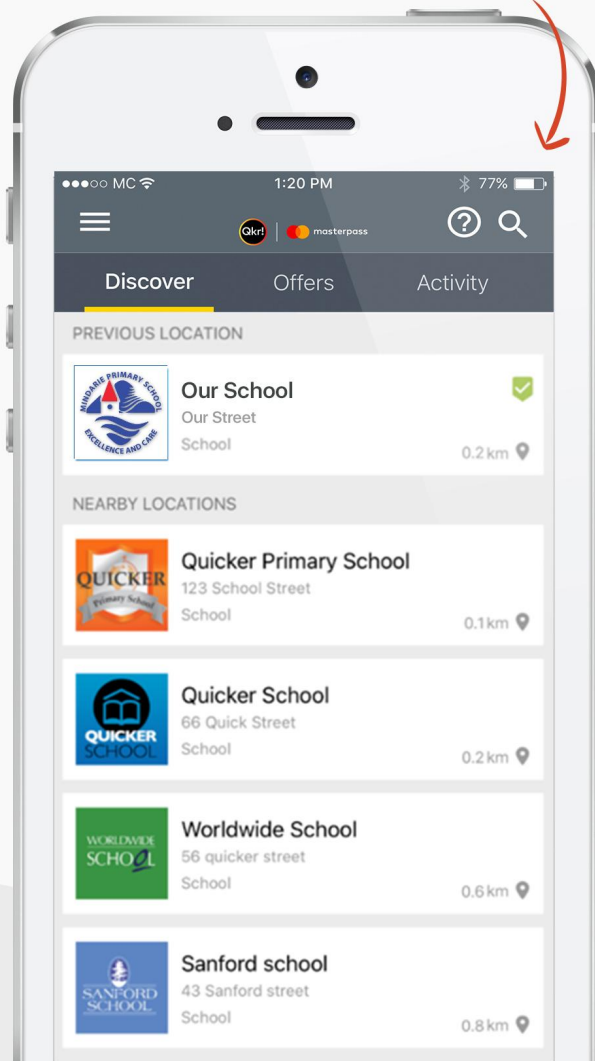 MC 1:20 PM 77%
Qkr! masterpass
Discover Offers Activity
PREVIOUS LOCATION
MINDARIE PRIMARY SCHOOL
EXCELLENCE AND CARE
Our School
Our Street
School
0.2 km
NEARBY LOCATIONS
QUICKER
Primary School
Quicker Primary School
123 School Street
School
0.1 km
QUICKER
SCHOOL
Quicker School
66 Quick Street
School
0.2 km
WORLDWIDE
SCHOOL
Worldwide School
56 quicker street
School
0.6 km
SANFORD
SCHOOL
Sanford school
43 Sanford street
School
0.8 km